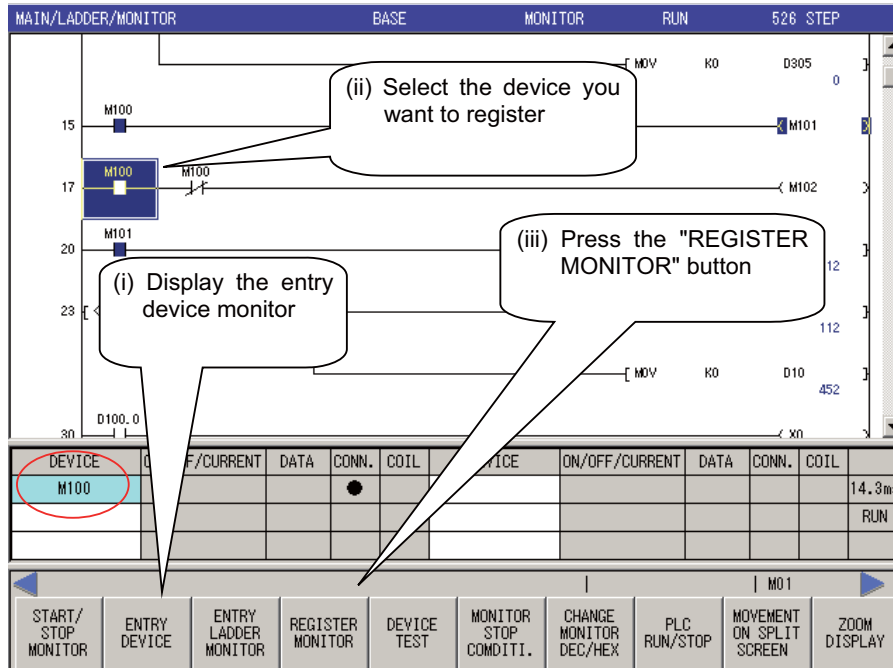 MAIN/LADDER/MONITOR BASE MONITOR RUN 526 STEP
MOV K0 D305
0
(ii) Select the device you
want to register
M100
15 M101
M100 M100
17 M102
M101
20
(iii) Press the "REGISTER
MONITOR" button
12
(i) Display the entry
device monitor
23
112
MOV K0 D10
452
D100.0
30 X0
DEVICE F/CURRENT DATA CONN. COIL ON/OFF/CURRENT DATA CONN. COIL
M100 ● 14.3m
RUN
M01
START/
STOP
MONITOR
ENTRY
DEVICE
ENTRY
LADDER
MONITOR
REGISTER
MONITOR
DEVICE
TEST
MONITOR
STOP
COMDITI.
CHANGE
MONITOR
DEC/HEX
PLC
RUN/STOP
MOVEMENT
ON SPLIT
SCREEN
ZOOM
DISPLAY